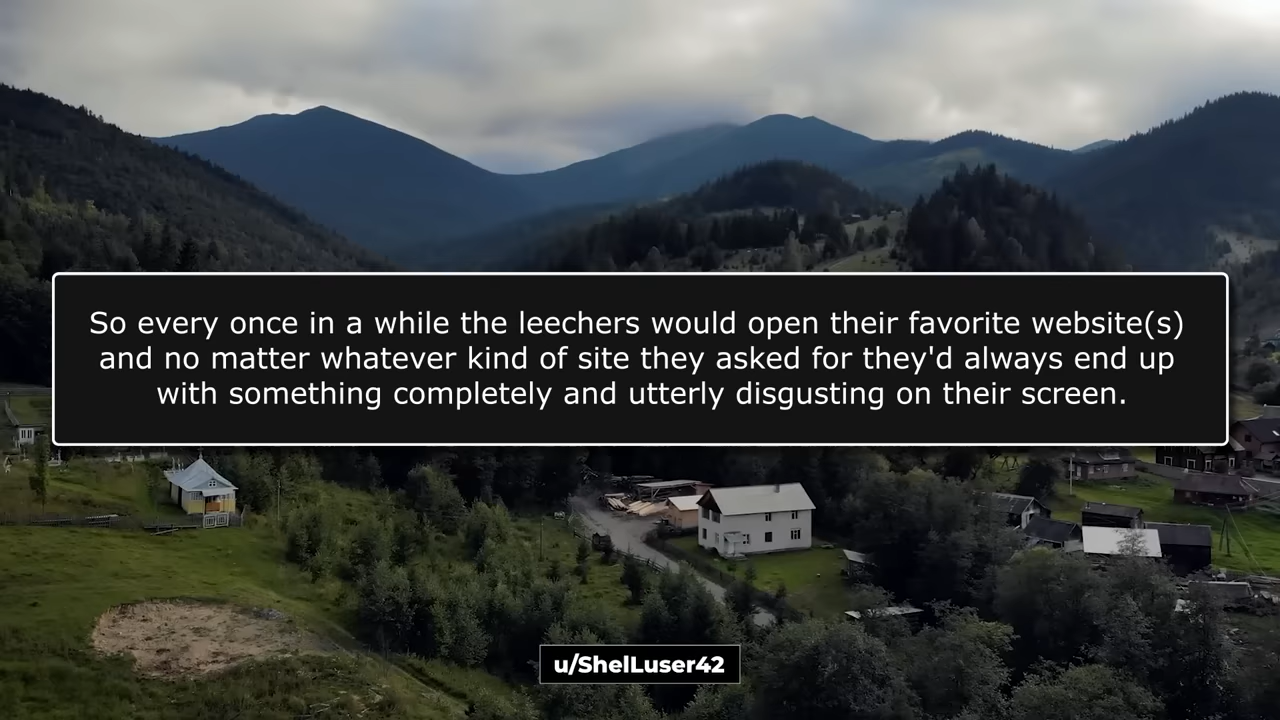 So every once in a while the leechers would open their favorite website(s)
and no matter whatever kind of site they asked for they'd always end up
with something completely and utterly disgusting on their screen.
u/ShelLuser42